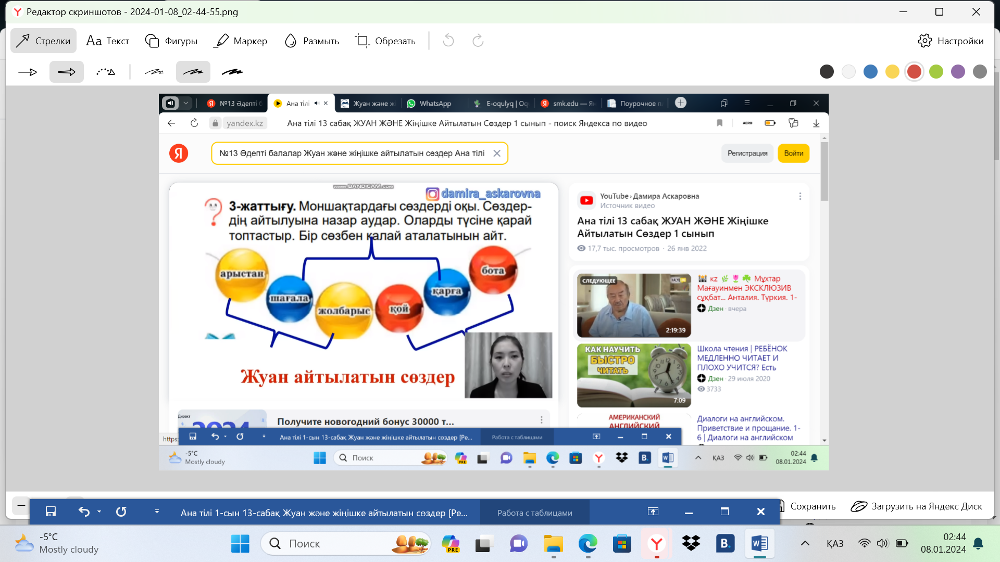 Редактор скриншотов - 2024-01-08_02-44-55.png
Стрелки
Aa Текст
Фигуры
Маркер
Размыть
Обрезать
Настройки
№13 Әдепті б
Ана тілі
Жуан және жі
WhatsApp
E-oqulyq | Oq
smk.edu — Ян
Поурочное п
yandex.kz
Ана тілі 13 сабақ ЖУАН ЖӘНЕ Жіңішке Айтылатын Сөздер 1 сынып - поиск Яндекса по видео
AERO
Я
№13 Әдепті балалар Жуан және жіңішке айтылатын сөздер Ана тілі
Регистрация
Войти
www.BANDICAM.com
damira_askarovna
3-жаттығу. Моншақтардағы сөздерді оқы. Сөздер-
дің айтылуына назар аудар. Оларды түсіне қарай
топтастыр. Бір сөзбен қалай аталатынын айт.
арыстан
шағала
жолбарыс
қой
қарға
бота
Жуан айтылатын сөздер
YouTube › Дамира Аскаровна
Источник видео
Ана тілі 13 сабақ ЖУАН ЖӘНЕ Жіңішке
Айтылатын Сөздер 1 сынып
17,7 тыс. просмотров · 26 янв 2022
СЛЕДУЮЩЕЕ
2:19:39
kz Мұхтар
Мағауинмен ЭКСКЛЮЗИВ
сұқбат... Анталия. Түркия. 1-
Дзен · вчера
КАК НАУЧИТЬ
БЫСТРО
ЧИТАТЬ
7:09
Школа чтения | РЕБЁНОК
МЕДЛЕННО ЧИТАЕТ И
ПЛОХО УЧИТСЯ? Есть
Дзен · 29 июля 2020
3733
АМЕРИКАНСКИЙ
АНГЛИЙСКИЙ
Диалоги на английском.
Приветствие и прощание. 1-
6 | Диалоги на английском
Директ
2024
Получите новогодний бонус 30000 т...
https:
Ана тілі 1-сын 13-сабақ Жуан және жіңішке айтылатын сөздер [Ре...
Работа с таблицами
-5°C
Mostly cloudy
Поиск
PRE
B.
ҚАЗ
02:44
08.01.2024
Сохранить
Загрузить на Яндекс Диск
Ана тілі 1-сын 13-сабақ Жуан және жіңішке айтылатын сөздер [Ре...
Работа с таблицами
-5°C
Mostly cloudy
Поиск
PRE
B.
ҚАЗ
02:44
08.01.2024